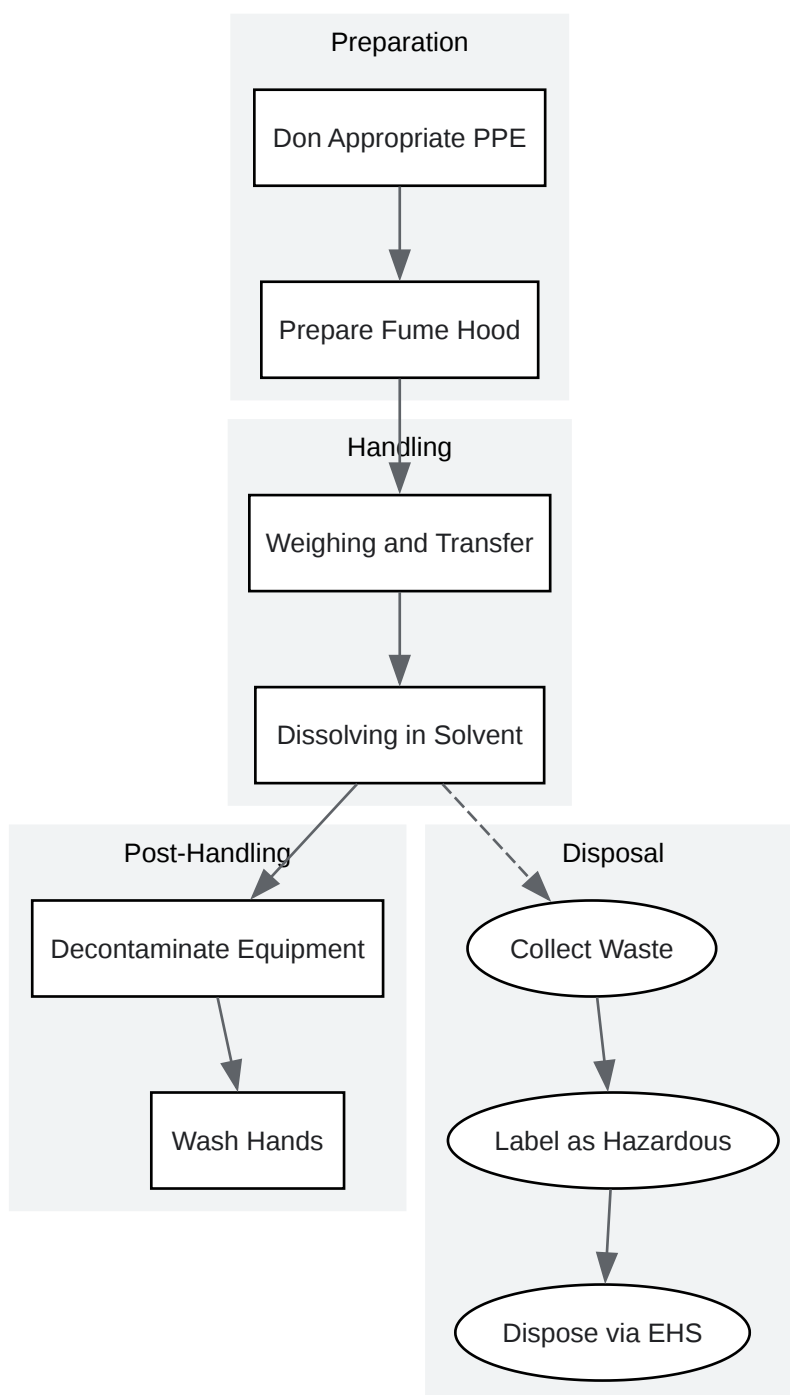 Preparation
Don Appropriate PPE
Prepare Fume Hood
Handling
Weighing and Transfer
Dissolving in Solvent
Post-Handling
Decontaminate Equipment
Wash Hands
Disposal
Collect Waste
Label as Hazardous
Dispose via EHS